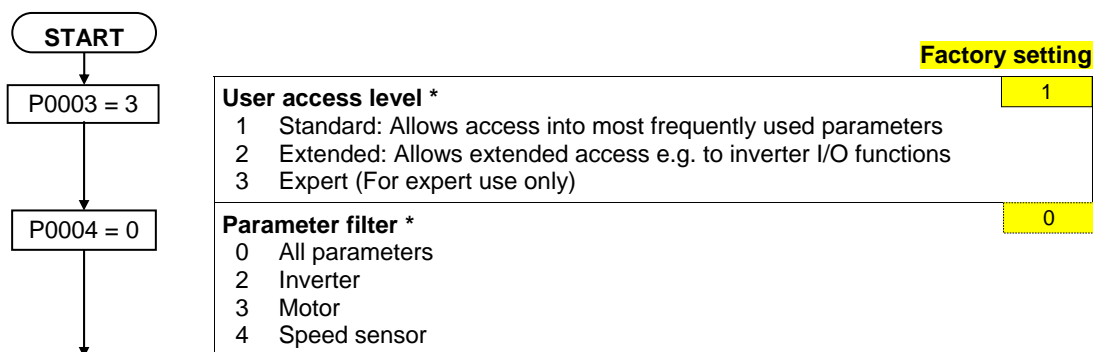 START
Factory setting
P0003 = 3
User access level *
1
1 Standard: Allows access into most frequently used parameters
2 Extended: Allows extended access e.g. to inverter I/O functions
3 Expert (For expert use only)
P0004 = 0
Parameter filter *
0
0 All parameters
2 Inverter
3 Motor
4 Speed sensor